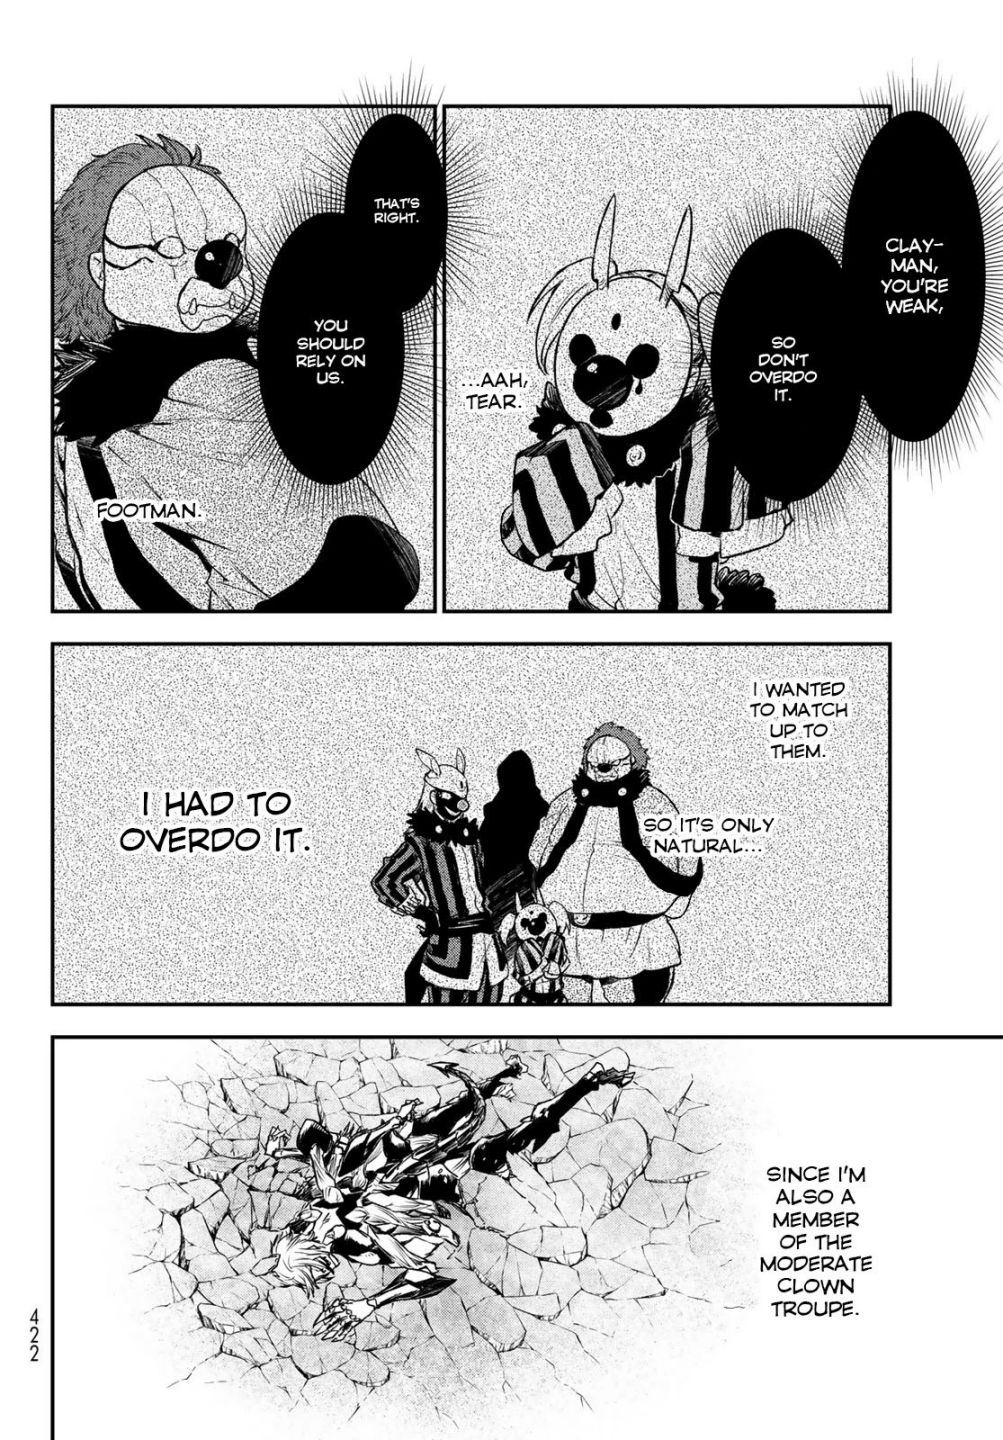 CLAY-
MAN,
YOU'RE
WEAK,
SO
DON'T
OVERDO
IT.
...AAH,
TEAR.
THAT'S
RIGHT.
YOU
SHOULD
RELY ON
US.
FOOTMAN.
I WANTED
TO MATCH
UP TO
THEM.
SO IT'S ONLY
NATURAL...
I HAD TO
OVERDO IT.
SINCE I'M
ALSO A
MEMBER
OF THE
MODERATE
CLOWN
TROUPE.
422